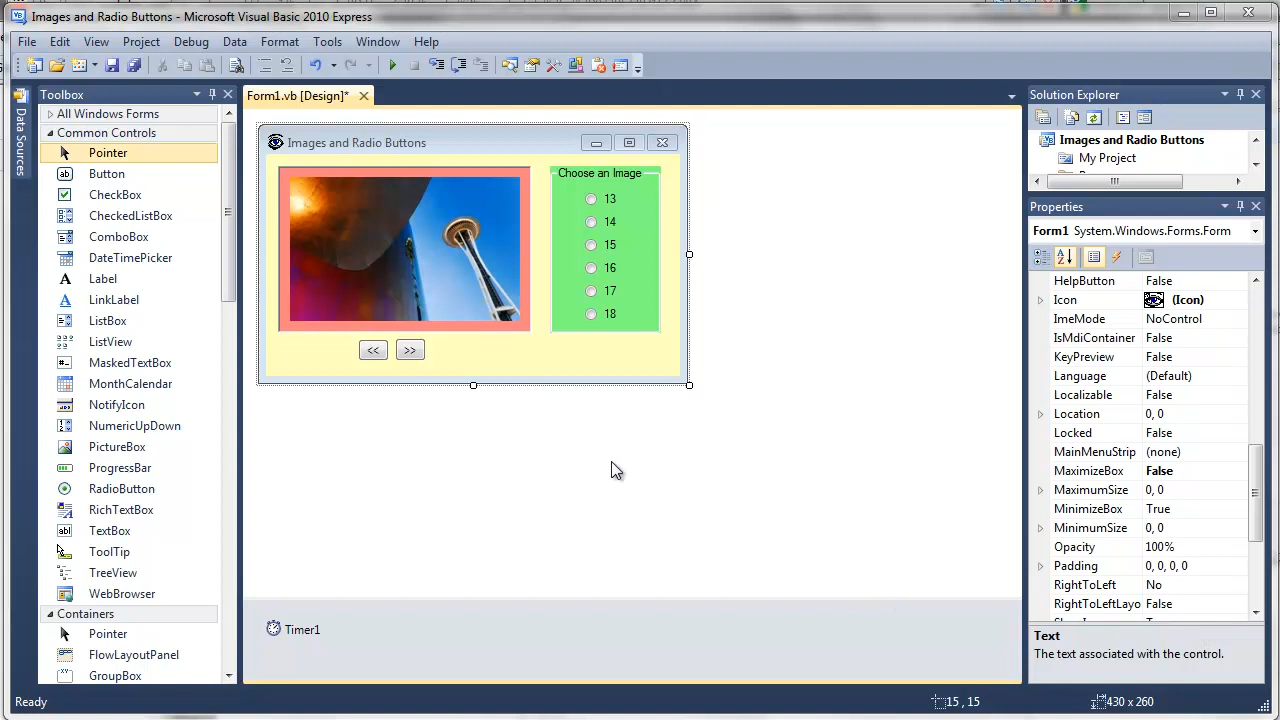 Images and Radio Buttons - Microsoft Visual Basic 2010 Express
File Edit View Project Debug Data Format Tools Window Help
Data Sources
Toolbox
All Windows Forms
Common Controls
Pointer
Button
CheckBox
CheckedListBox
ComboBox
DateTimePicker
Label
LinkLabel
ListBox
ListView
MaskedTextBox
MonthCalendar
NotifyIcon
NumericUpDown
PictureBox
ProgressBar
RadioButton
RichTextBox
TextBox
ToolTip
TreeView
WebBrowser
Containers
Pointer
FlowLayoutPanel
GroupBox
Form1.vb [Design]*
Images and Radio Buttons
Choose an Image
13
14
15
16
17
18
<< >>
Timer1
Solution Explorer
Images and Radio Buttons
My Project
Properties
Form1 System.Windows.Forms.Form
HelpButton False
Icon (Icon)
ImeMode NoControl
IsMdiContainer False
KeyPreview False
Language (Default)
Localizable False
Location 0, 0
Locked False
MainMenuStrip (none)
MaximizeBox False
MaximumSize 0, 0
MinimizeBox True
MinimumSize 0, 0
Opacity 100%
Padding 0, 0, 0, 0
RightToLeft No
RightToLeftLayo False
Text
The text associated with the control.
Ready 15 , 15 430 x 260